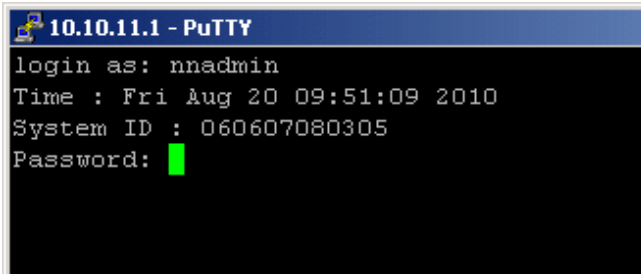 10.10.11.1 - PuTTY
login as: nnadmin
Time : Fri Aug 20 09:51:09 2010
System ID : 060607080305
Password: